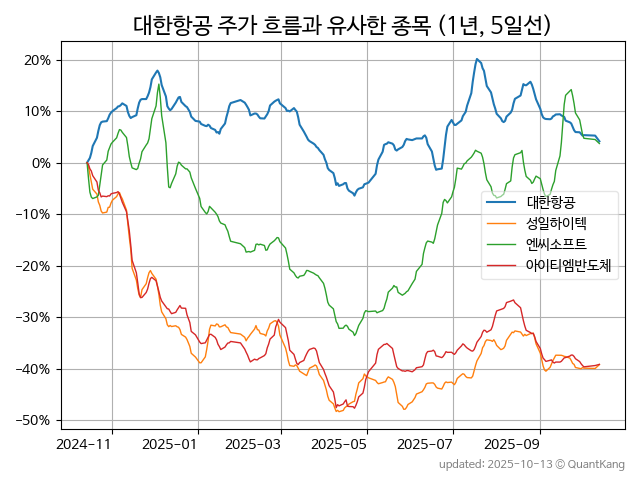 대한항공 주가 흐름과 유사한 종목 (1년, 5일선)
20%
10%
0%
−10%
−20%
−30%
−40%
−50%
대한항공
성일하이텍
엔씨소프트
아이티엠반도체
2024-11 2025-01 2025-03 2025-05 2025-07 2025-09
updated: 2025-10-13 © QuantKang